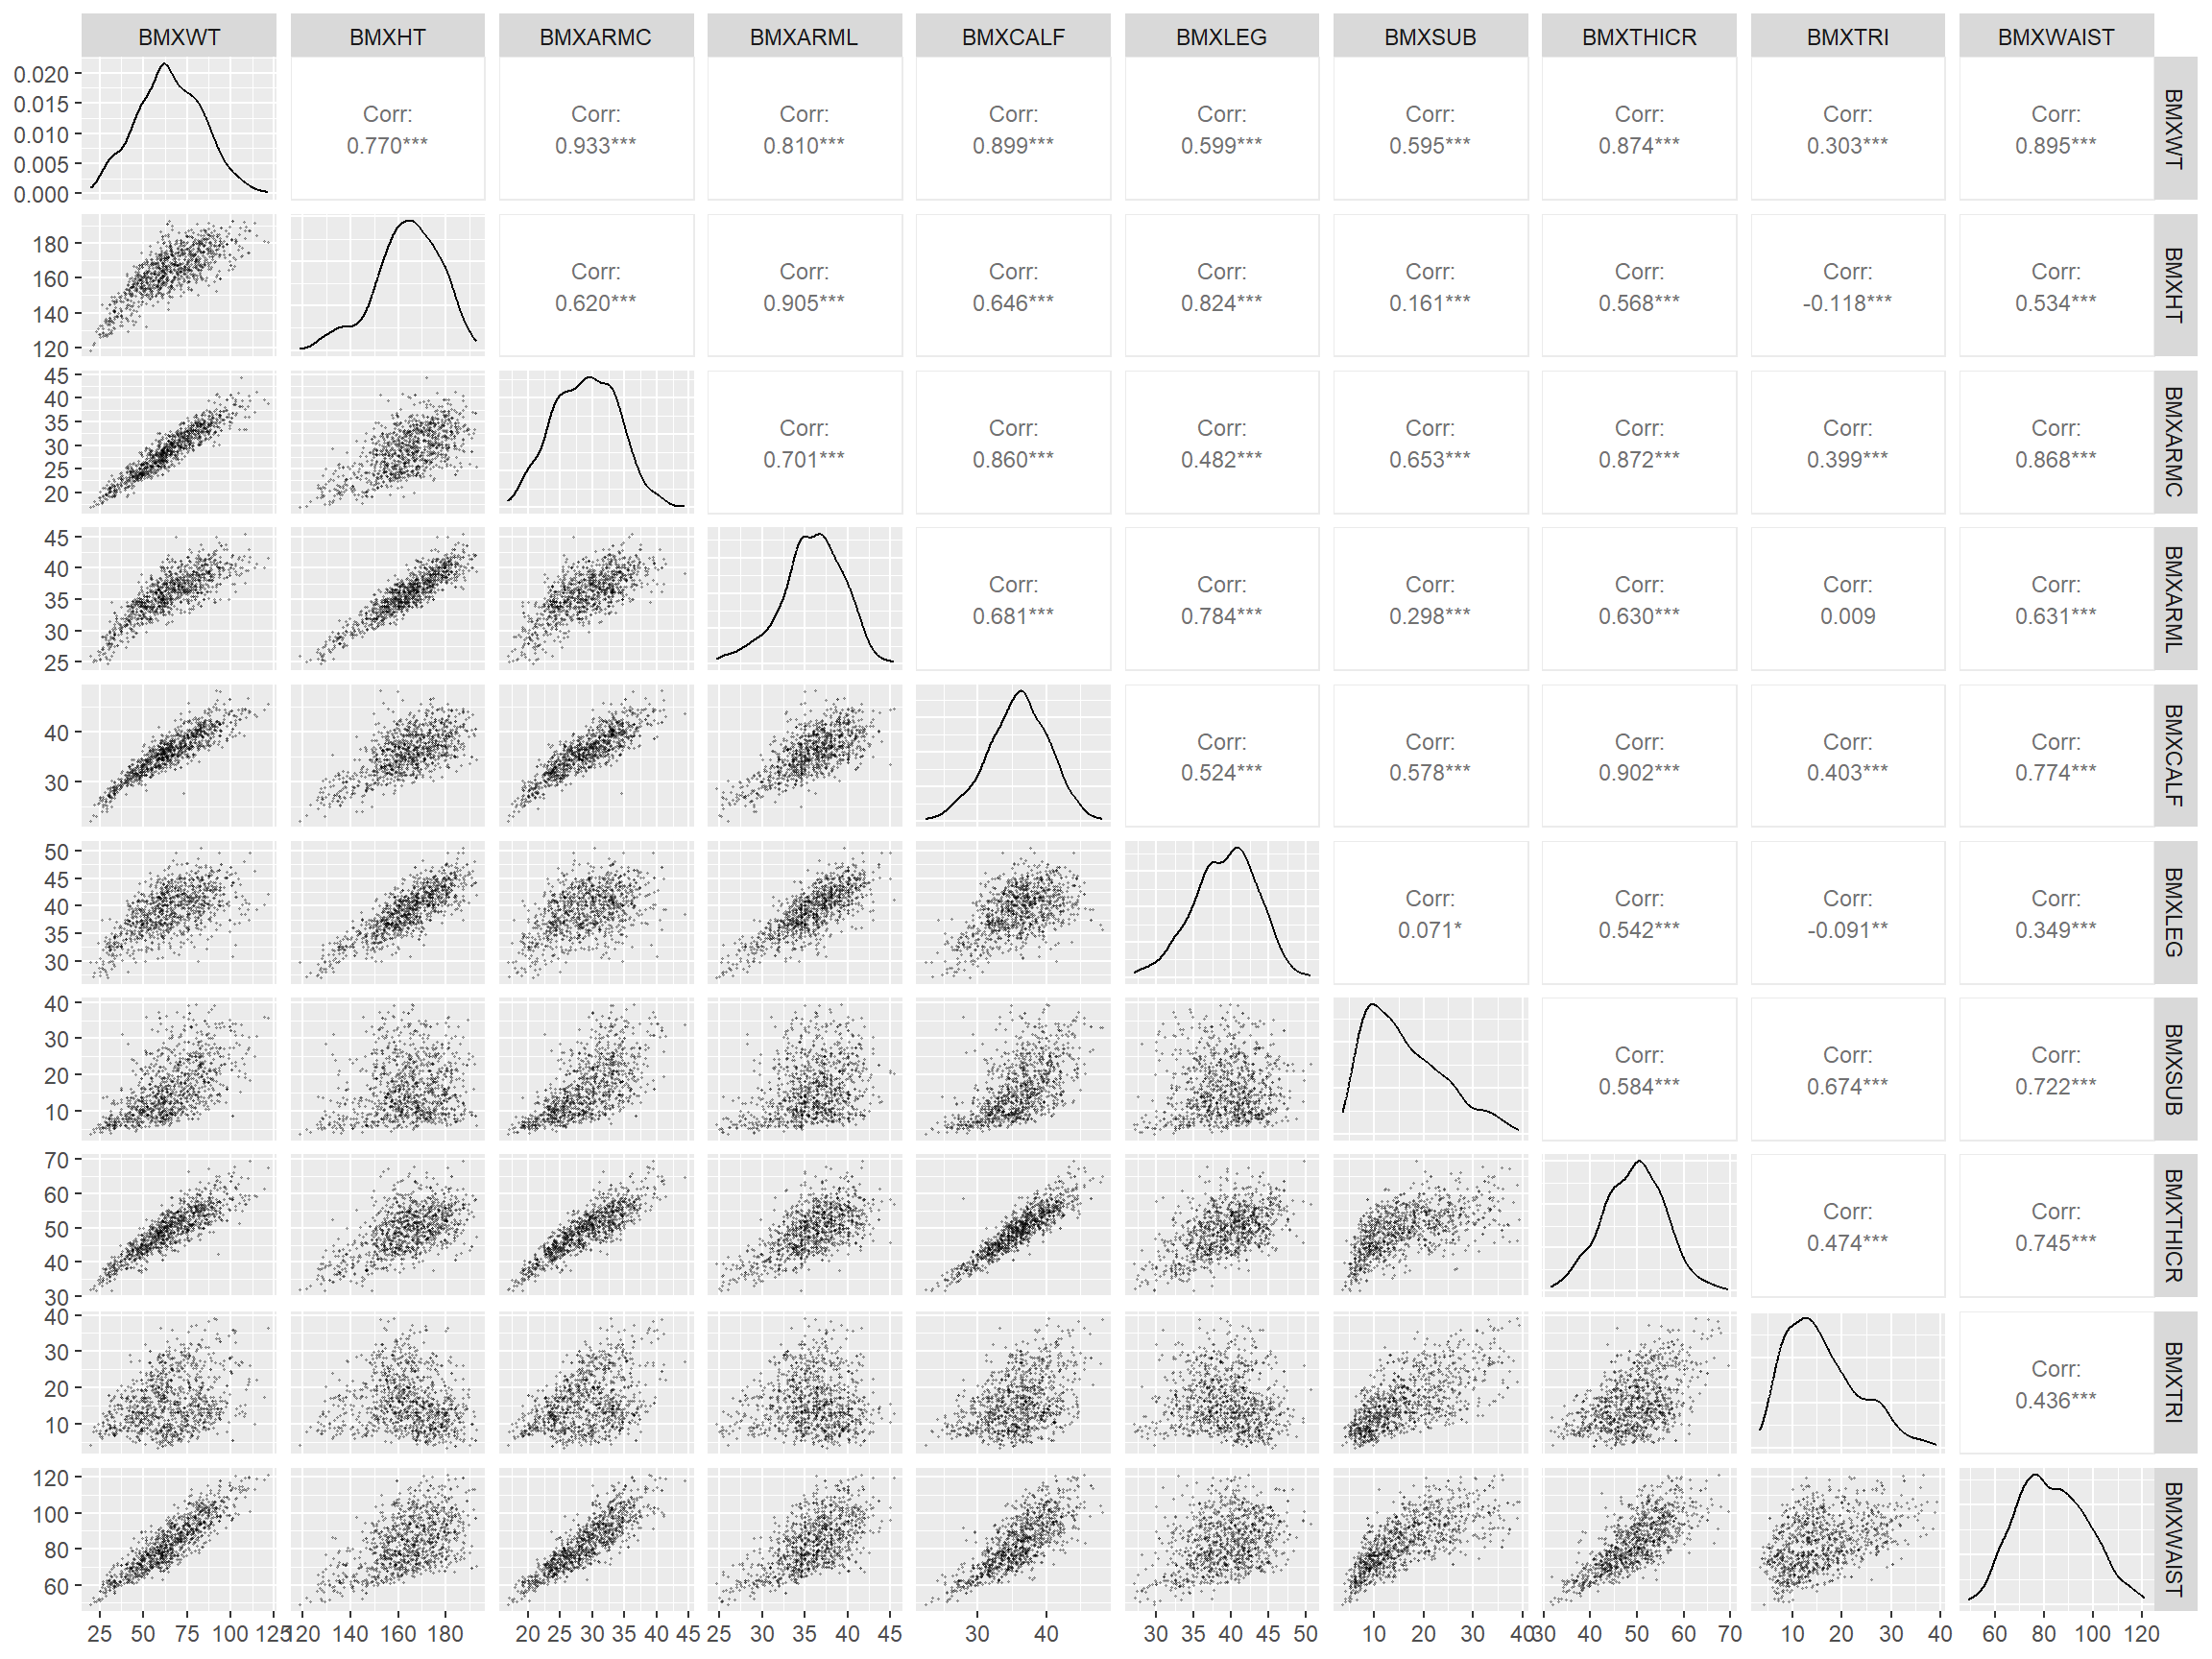 BMXWT BMXHT BMXARMC BMXARML BMXCALF BMXLEG BMXSUB BMXTHICR BMXTRI BMXWAIST
0.020
0.015
0.010
0.005
0.000
Corr: Corr: Corr: Corr: Corr: Corr: Corr: Corr: Corr:
0.770*** 0.933*** 0.810*** 0.899*** 0.599*** 0.595*** 0.874*** 0.303*** 0.895***
BMXWT
180
160
140
120
Corr: Corr: Corr: Corr: Corr: Corr: Corr: Corr:
0.620*** 0.905*** 0.646*** 0.824*** 0.161*** 0.568*** -0.118*** 0.534***
BMXHT
45
40
35
30
25
20
Corr: Corr: Corr: Corr: Corr: Corr: Corr:
0.701*** 0.860*** 0.482*** 0.653*** 0.872*** 0.399*** 0.868***
BMXARMC
45
40
35
30
25
Corr: Corr: Corr: Corr: Corr: Corr:
0.681*** 0.784*** 0.298*** 0.630*** 0.009 0.631***
BMXARML
40
30
Corr: Corr: Corr: Corr: Corr:
0.524*** 0.578*** 0.902*** 0.403*** 0.774***
BMXCALF
50
45
40
35
30
Corr: Corr: Corr: Corr:
0.071* 0.542*** -0.091** 0.349***
BMXLEG
40
30
20
10
Corr: Corr: Corr:
0.584*** 0.674*** 0.722***
BMXSUB
70
60
50
40
30
Corr: Corr:
0.474*** 0.745***
BMXTHICR
40
30
20
10
Corr:
0.436***
BMXTRI
120
100
80
60
BMXWAIST
25 50 75 100 125 120 140 160 180 20 25 30 35 40 45 25 30 35 40 45 30 40 30 35 40 45 50 10 20 30 40 30 40 50 60 70 10 20 30 40 60 80 100 120